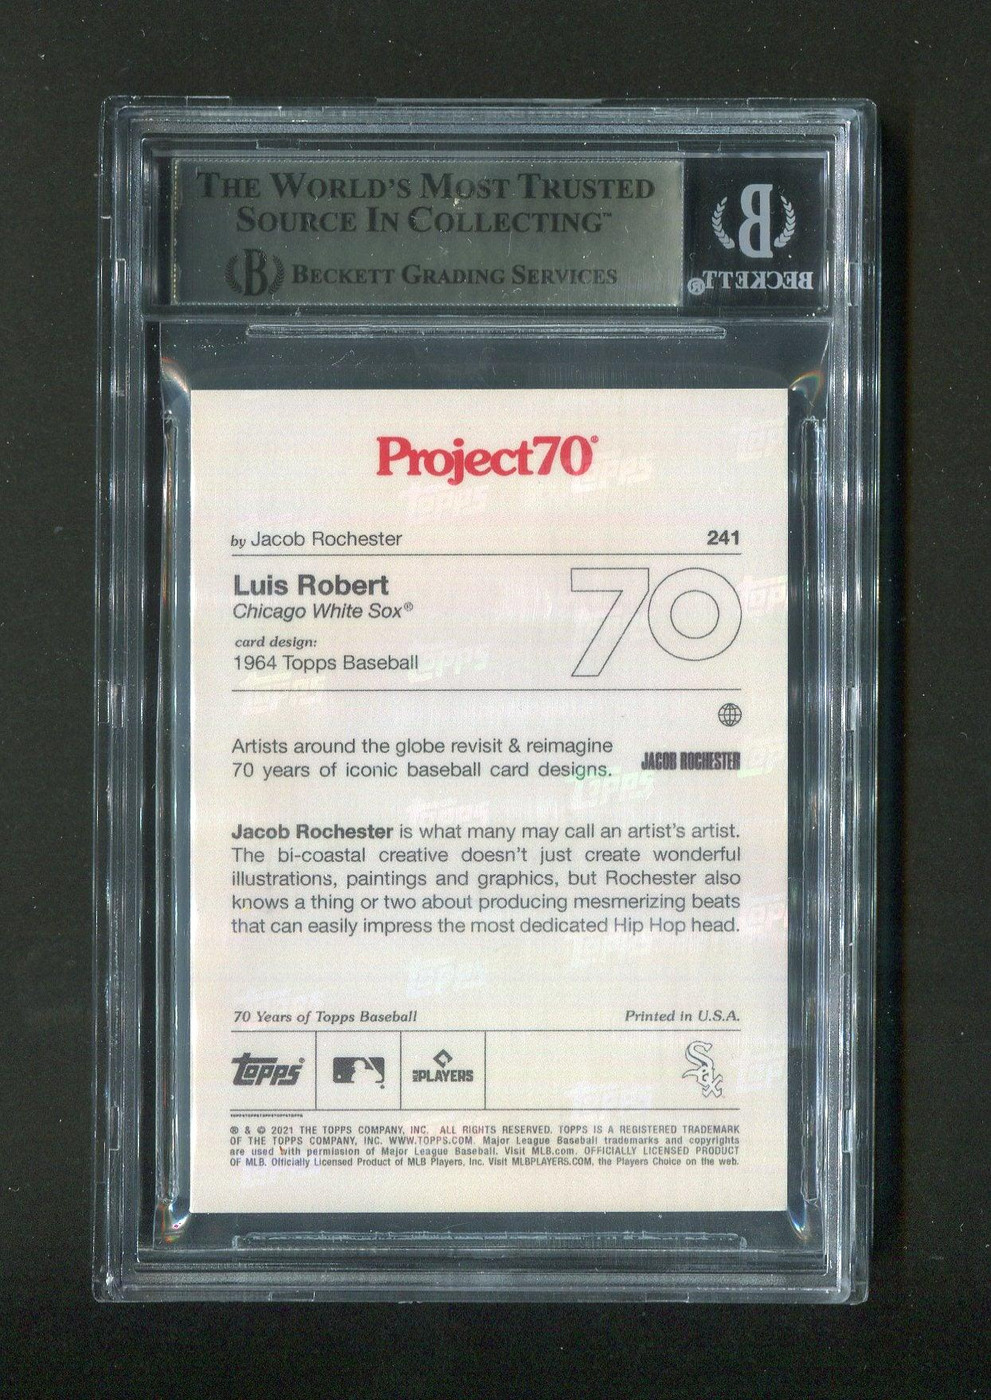 THE WORLD'S MOST TRUSTED
SOURCE IN COLLECTING™
B BECKETT GRADING SERVICES
B
BECKETT®
Project70®
by Jacob Rochester 241
Luis Robert
Chicago White Sox®
card design:
1964 Topps Baseball
70
Artists around the globe revisit & reimagine
70 years of iconic baseball card designs.
JACOB ROCHESTER
Jacob Rochester is what many may call an artist's artist.
The bi-coastal creative doesn't just create wonderful
illustrations, paintings and graphics, but Rochester also
knows a thing or two about producing mesmerizing beats
that can easily impress the most dedicated Hip Hop head.
70 Years of Topps Baseball Printed in U.S.A.
Topps® PLAYERS Sox
® & © 2021 THE TOPPS COMPANY, INC. ALL RIGHTS RESERVED. TOPPS IS A REGISTERED TRADEMARK
OF THE TOPPS COMPANY, INC. WWW.TOPPS.COM. Major League Baseball trademarks and copyrights
are used with permission of Major League Baseball. Visit MLB.com. OFFICIALLY LICENSED PRODUCT
OF MLB. Officially Licensed Product of MLB Players, Inc. Visit MLBPLAYERS.COM, the Players Choice on the web.